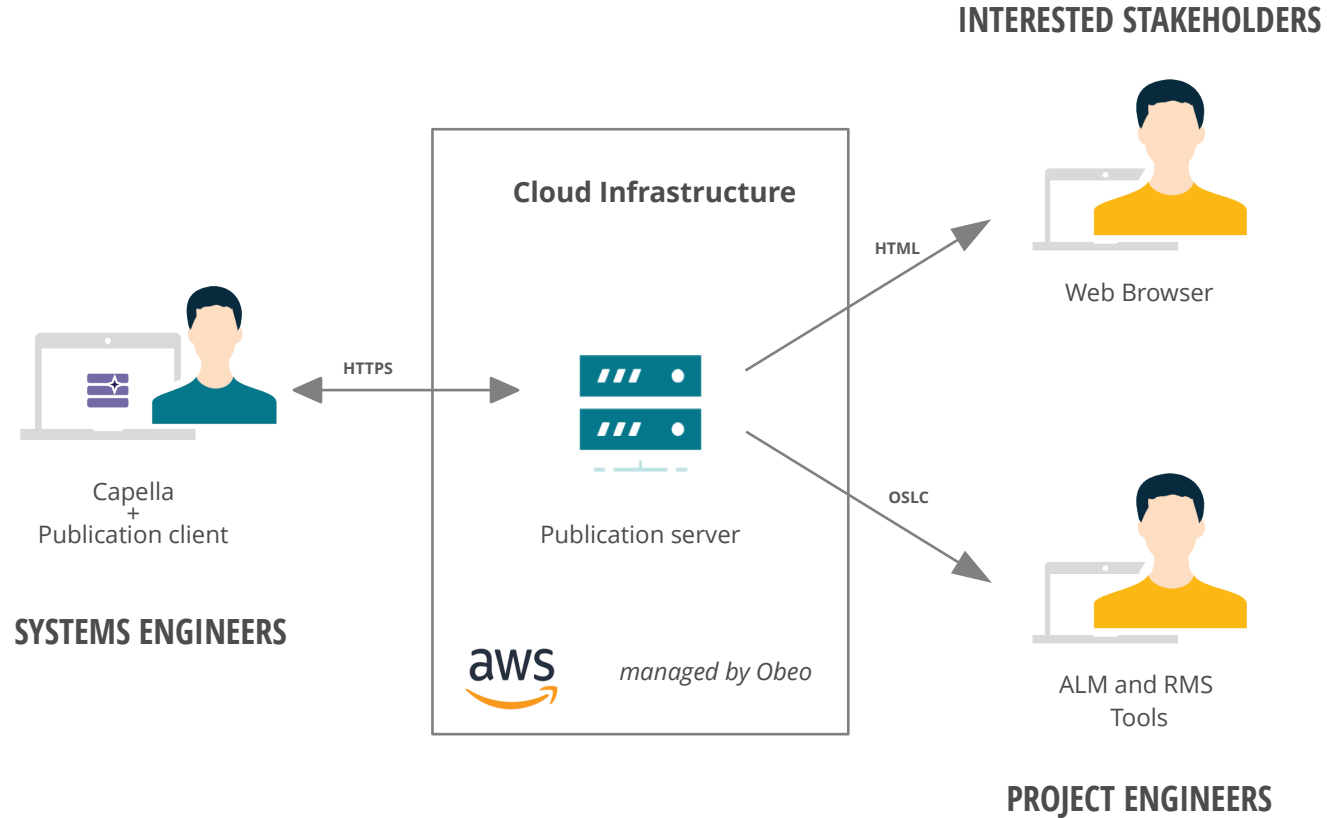 INTERESTED STAKEHOLDERS
Cloud Infrastructure
HTML
Web Browser
HTTPS
Capella
+
Publication client
OSLC
Publication server
SYSTEMS ENGINEERS
aws
managed by Obeo
ALM and RMS
Tools
PROJECT ENGINEERS